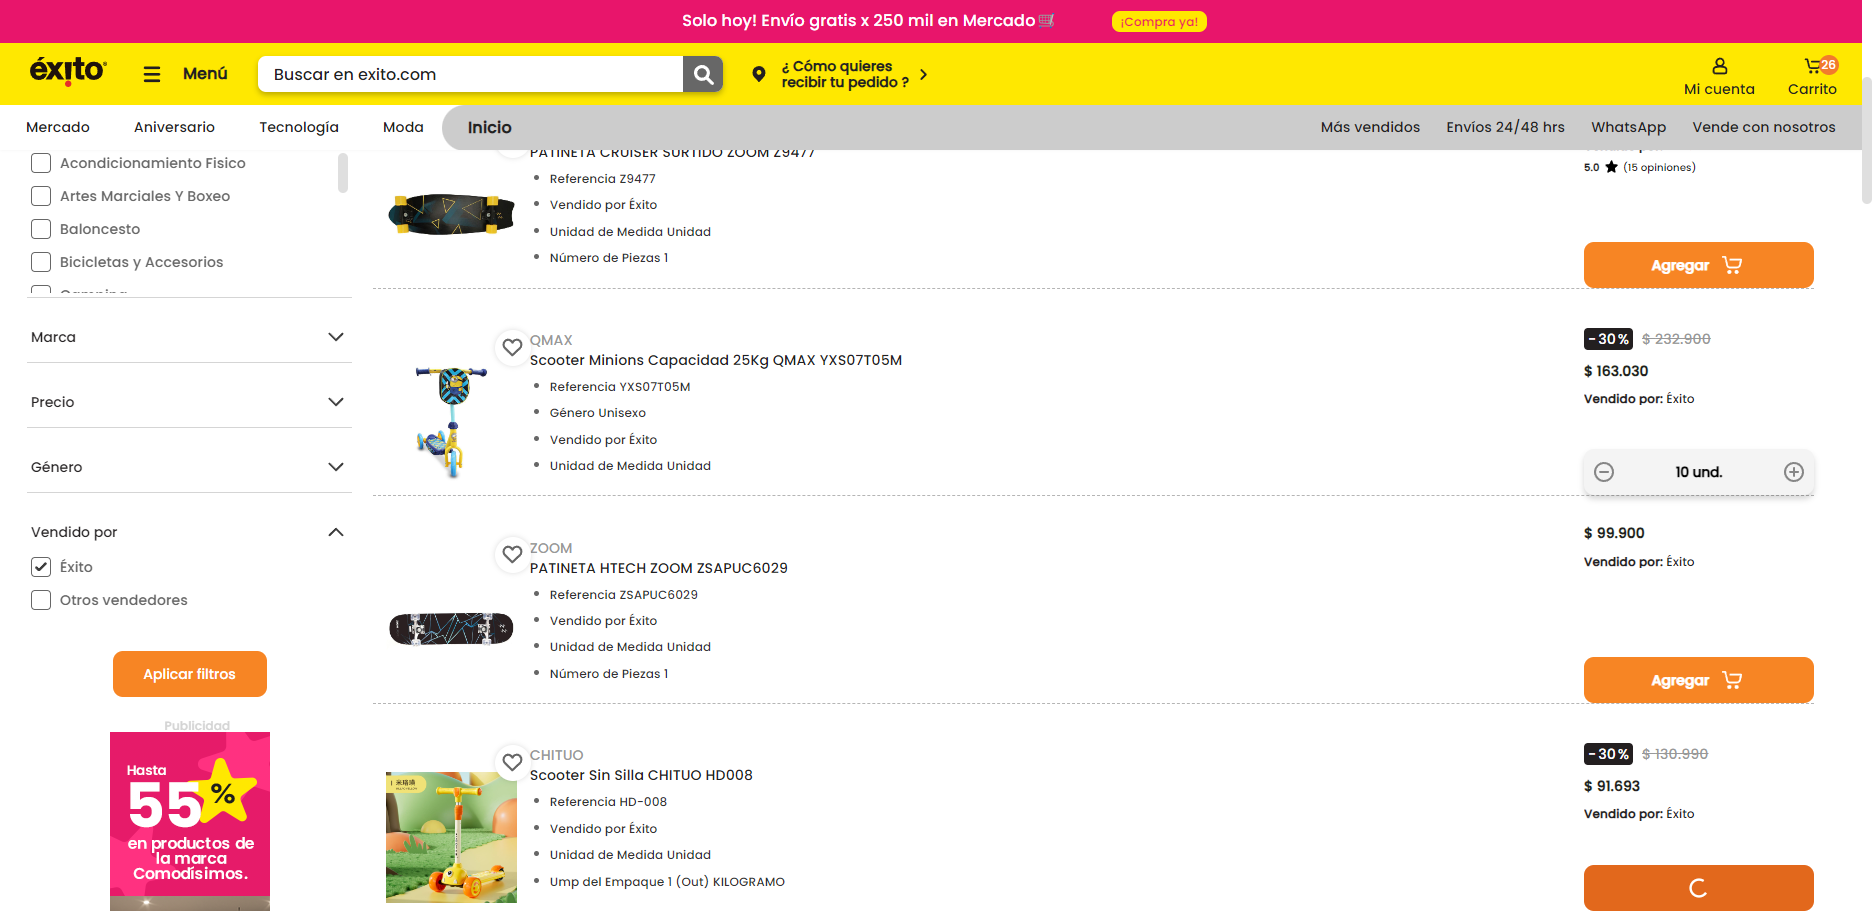 Solo hoy! Envío gratis x 250 mil en Mercado🛒
¡Compra ya!
éxito
Menú
Buscar en exito.com
¿ Cómo quieres
recibir tu pedido ?
Mi cuenta
26
Carrito
Mercado
Aniversario
Tecnología
Moda
Inicio
Más vendidos
Envíos 24/48 hrs
WhatsApp
Vende con nosotros
Acondicionamiento Fisico
Artes Marciales Y Boxeo
Baloncesto
Bicicletas y Accesorios
Marca
Precio
Género
Vendido por
Éxito
Otros vendedores
Aplicar filtros
Publicidad
Hasta
55%
en productos de
la marca
Comodísimos.
PATINETA CRUISER SURTIDO ZOOM Z9477
Referencia Z9477
Vendido por Éxito
Unidad de Medida Unidad
Número de Piezas 1
5.0 ★ (15 opiniones)
Agregar
QMAX
Scooter Minions Capacidad 25Kg QMAX YXS07T05M
Referencia YXS07T05M
Género Unisexo
Vendido por Éxito
Unidad de Medida Unidad
-30% $ 232.900
$ 163.030
Vendido por: Éxito
10 und.
ZOOM
PATINETA HTECH ZOOM ZSAPUC6029
Referencia ZSAPUC6029
Vendido por Éxito
Unidad de Medida Unidad
Número de Piezas 1
$ 99.900
Vendido por: Éxito
Agregar
CHITUO
Scooter Sin Silla CHITUO HD008
Referencia HD-008
Vendido por Éxito
Unidad de Medida Unidad
Ump del Empaque 1 (Out) KILOGRAMO
-30% $ 130.990
$ 91.693
Vendido por: Éxito